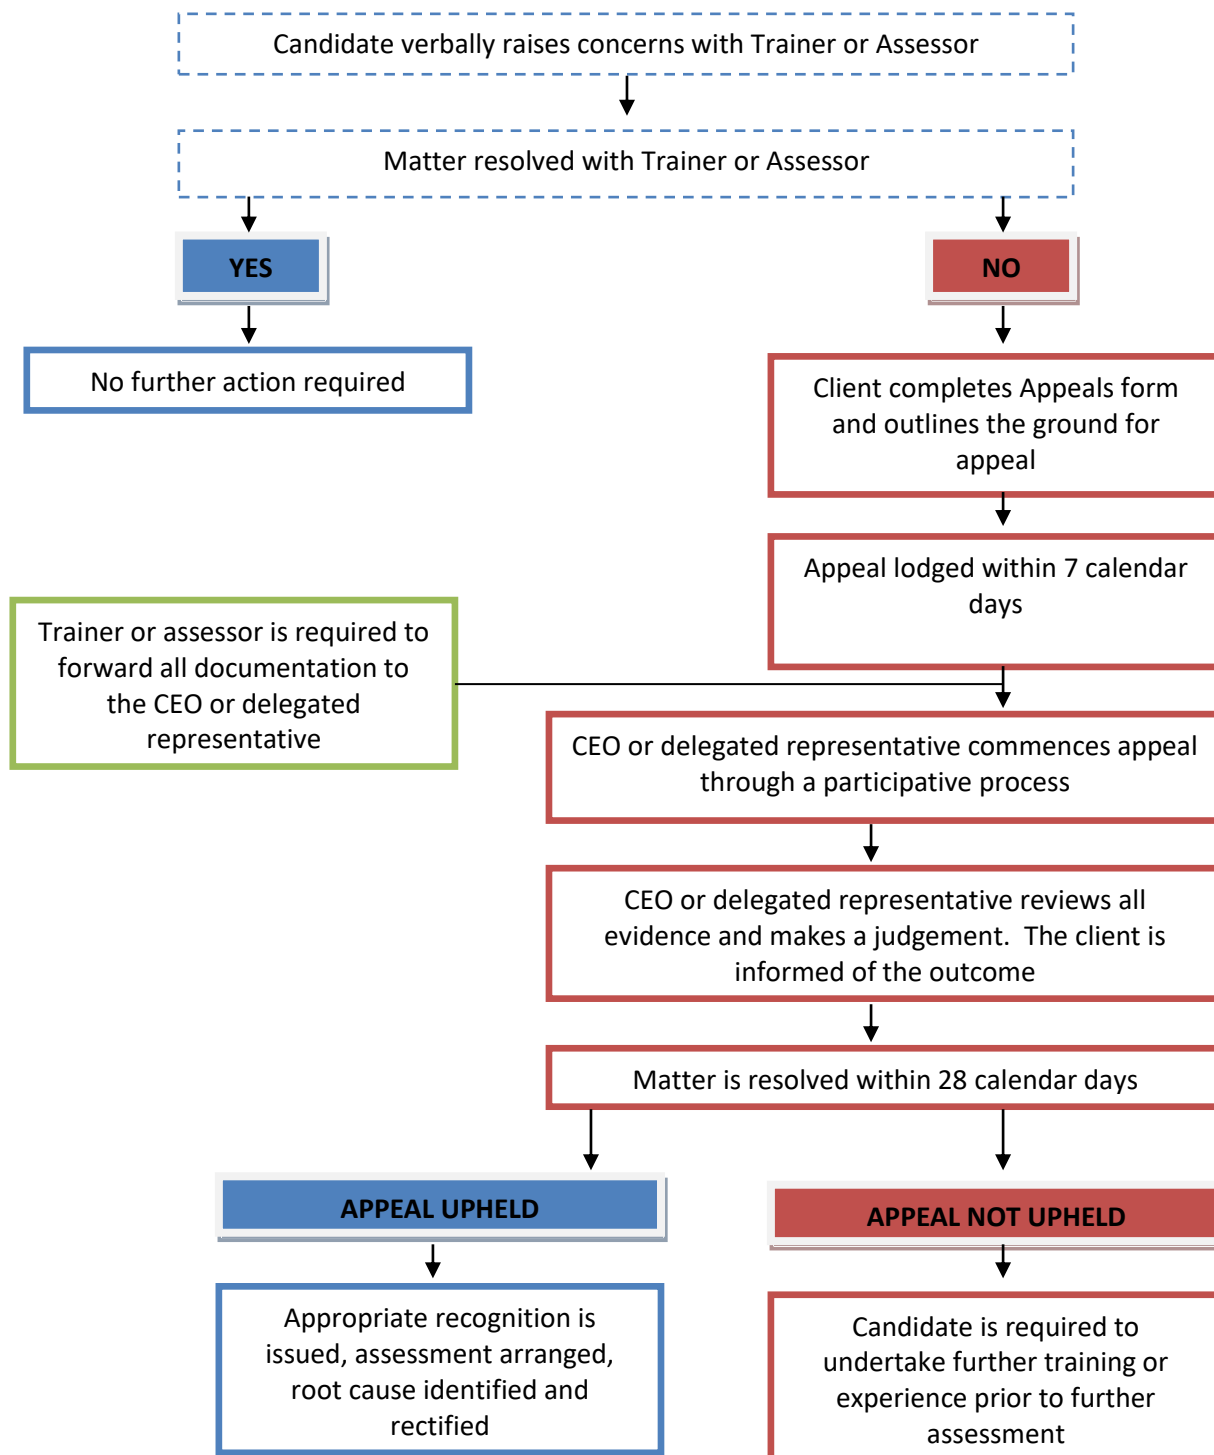 Candidate verbally raises concerns with Trainer or Assessor
Matter resolved with Trainer or Assessor
YES
NO
No further action required
Client completes Appeals form
and outlines the ground for
appeal
Appeal lodged within 7 calendar
days
Trainer or assessor is required to
forward all documentation to
the CEO or delegated
representative
CEO or delegated representative commences appeal
through a participative process
CEO or delegated representative reviews all
evidence and makes a judgement.  The client is
informed of the outcome
Matter is resolved within 28 calendar days
APPEAL UPHELD
APPEAL NOT UPHELD
Appropriate recognition is
issued, assessment arranged,
root cause identified and
rectified
Candidate is required to
undertake further training or
experience prior to further
assessment